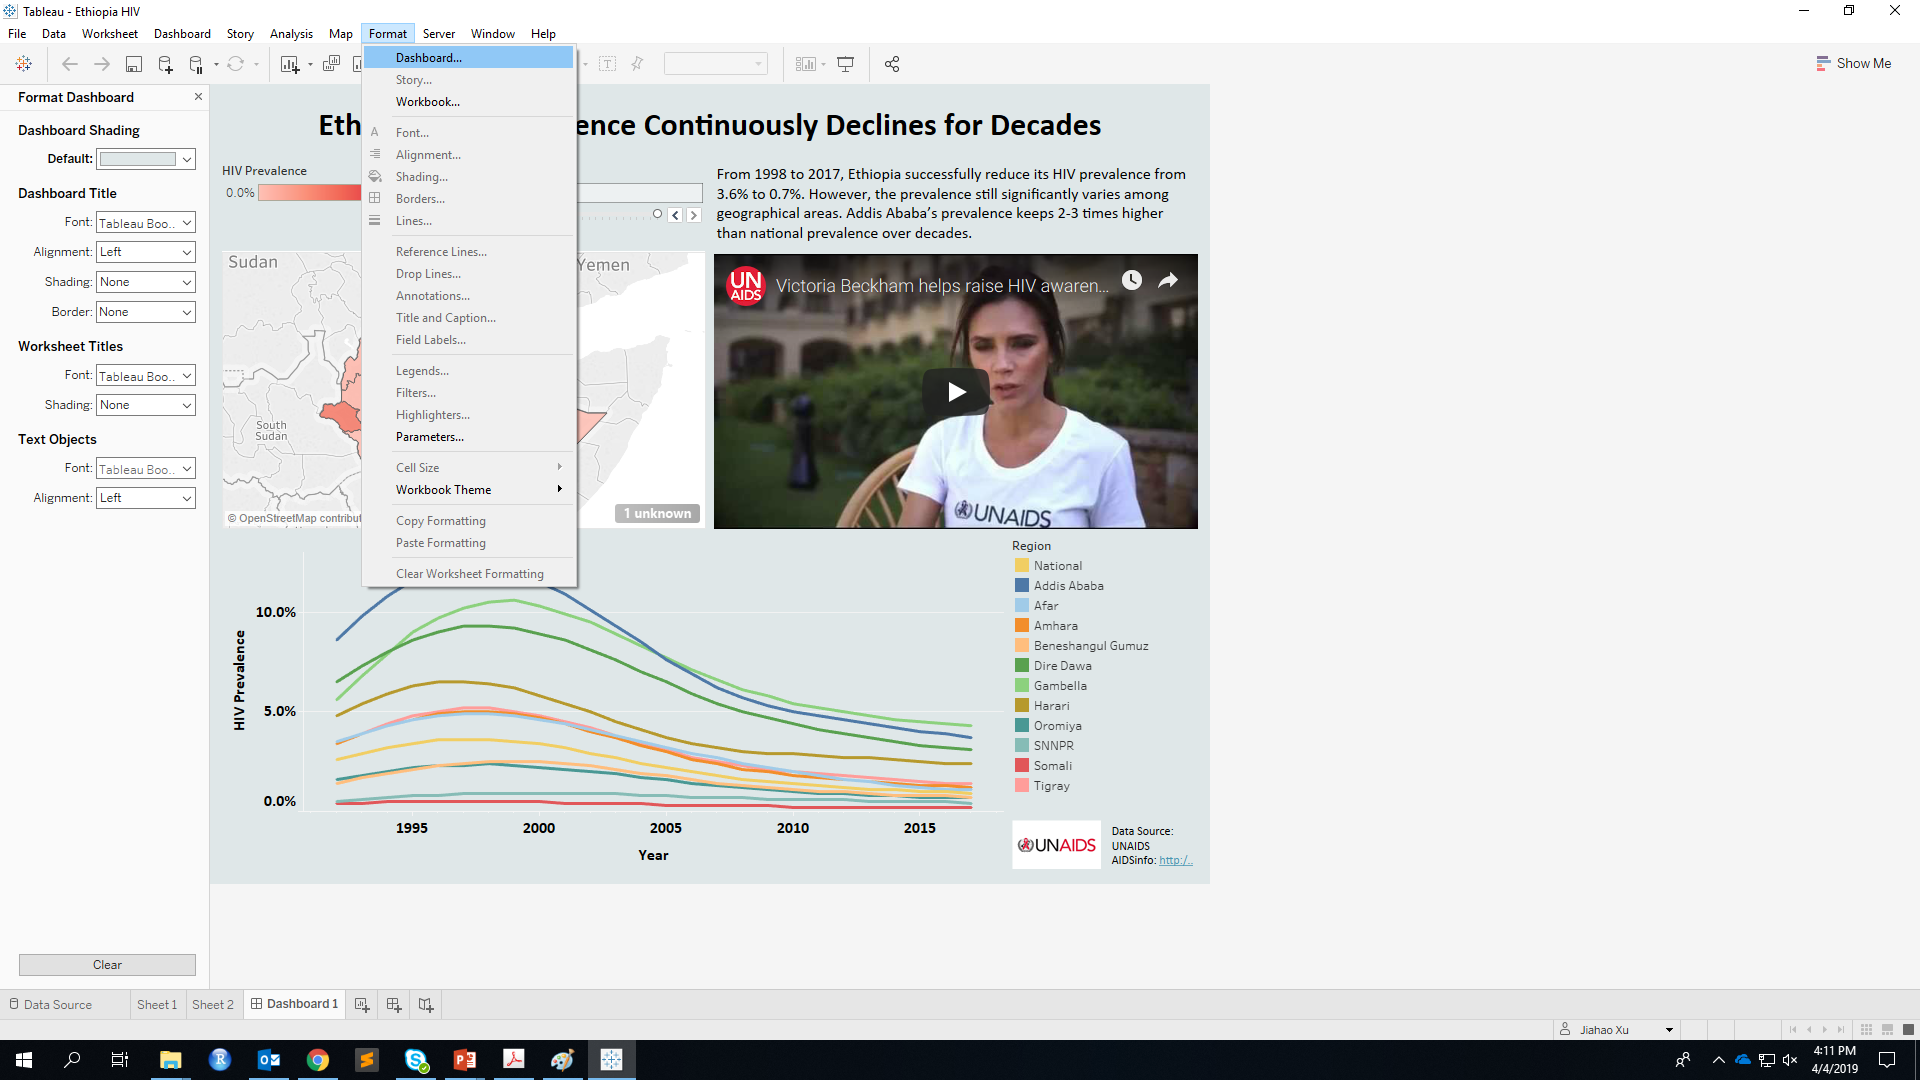 Tableau - Ethiopia HIV
File Data Worksheet Dashboard Story Analysis Map Format Server Window Help
Show Me
Format Dashboard
Dashboard Shading
Default:
Dashboard Title
Font: Tableau Boo..
Alignment: Left
Shading: None
Border: None
Worksheet Titles
Font: Tableau Boo..
Shading: None
Text Objects
Font: Tableau Boo..
Alignment: Left
Clear
Dashboard...
Story...
Workbook...
Font...
Alignment...
Shading...
Borders...
Lines...
Reference Lines...
Drop Lines...
Annotations...
Title and Caption...
Field Labels...
Legends...
Filters...
Highlighters...
Parameters...
Cell Size
Workbook Theme
Copy Formatting
Paste Formatting
Clear Worksheet Formatting
Eth ence Continuously Declines for Decades
HIV Prevalence
0.0%
From 1998 to 2017, Ethiopia successfully reduce its HIV prevalence from
3.6% to 0.7%. However, the prevalence still significantly varies among
geographical areas. Addis Ababa's prevalence keeps 2-3 times higher
than national prevalence over decades.
Sudan
Yemen
South
Sudan
© OpenStreetMap contribut
1 unknown
UN
AIDS
Victoria Beckham helps raise HIV awaren...
UNAIDS
HIV Prevalence
10.0%
5.0%
0.0%
1995 2000 2005 2010 2015
Year
Region
National
Addis Ababa
Afar
Amhara
Beneshangul Gumuz
Dire Dawa
Gambella
Harari
Oromiya
SNNPR
Somali
Tigray
UNAIDS
Data Source:
UNAIDS
AIDSinfo: http:/..
Data Source Sheet 1 Sheet 2 Dashboard 1
Jiahao Xu
4:11 PM
4/4/2019